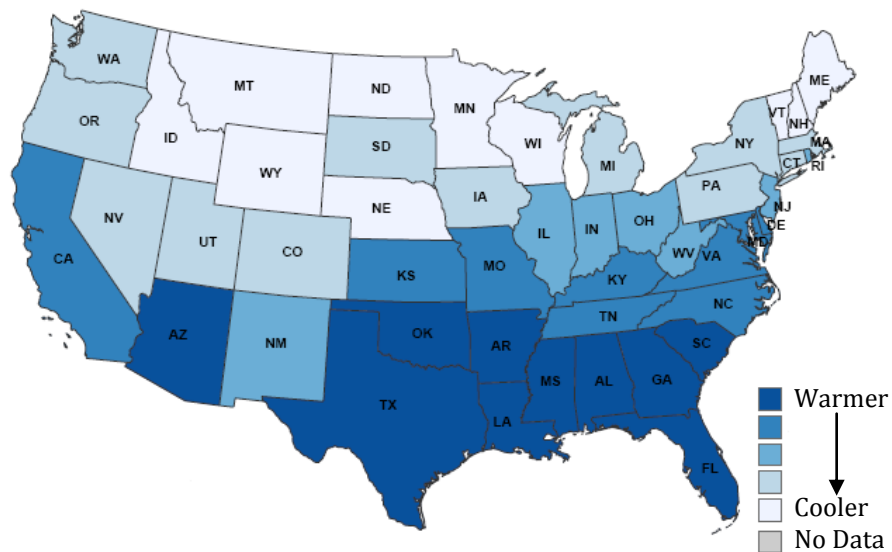 WA
MT
ND
MN
ME
VT
NH
OR
ID
SD
WI
NY
MA
MI
CT
RI
WY
IA
PA
NE
NJ
NV
UT
CO
IL
IN
OH
DE
MD
WV
VA
CA
KS
MO
KY
NC
TN
AZ
NM
OK
AR
SC
MS
AL
GA
TX
LA
FL
Warmer
Cooler
No Data